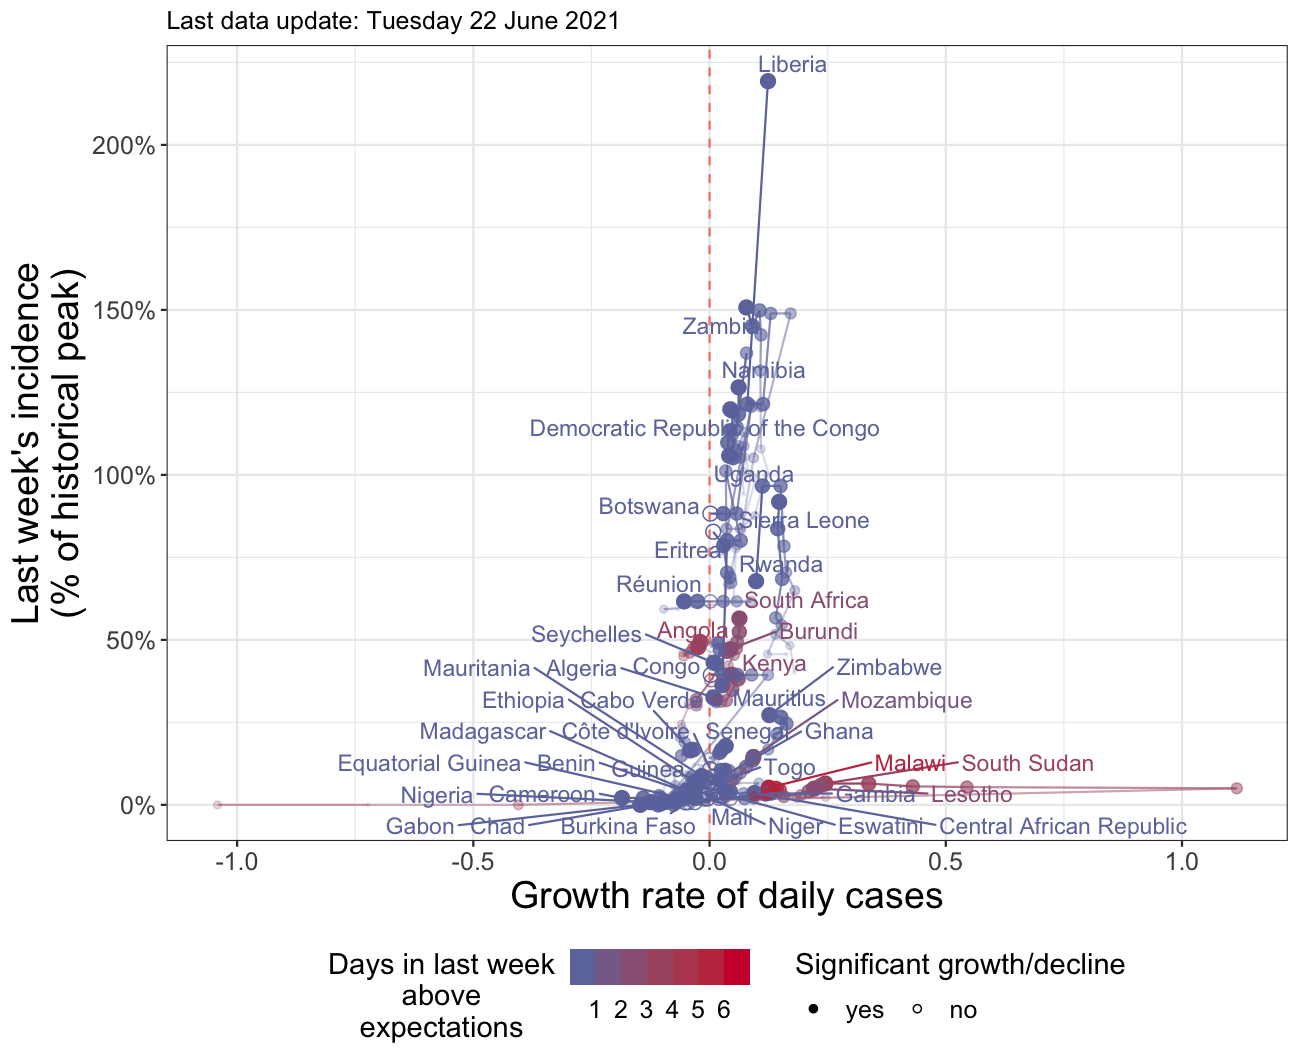 Last data update: Tuesday 22 June 2021
Last week's incidence
(% of historical peak)
200%
150%
100%
50%
0%
Liberia
Zambia
Namibia
Democratic Republic of the Congo
Uganda
Botswana
Sierra Leone
Eritrea
Rwanda
Réunion
South Africa
Seychelles Angola Burundi
Mauritania Algeria Congo Kenya Zimbabwe
Ethiopia Cabo Verde Mauritius Mozambique
Madagascar Côte d'Ivoire Senegal Ghana
Equatorial Guinea Benin Guinea Togo Malawi South Sudan
Nigeria Cameroon Gambia Lesotho
Gabon Chad Burkina Faso Mali Niger Eswatini Central African Republic
-1.0 -0.5 0.0 0.5 1.0
Growth rate of daily cases
Days in last week
above
expectations
1 2 3 4 5 6
Significant growth/decline
yes no